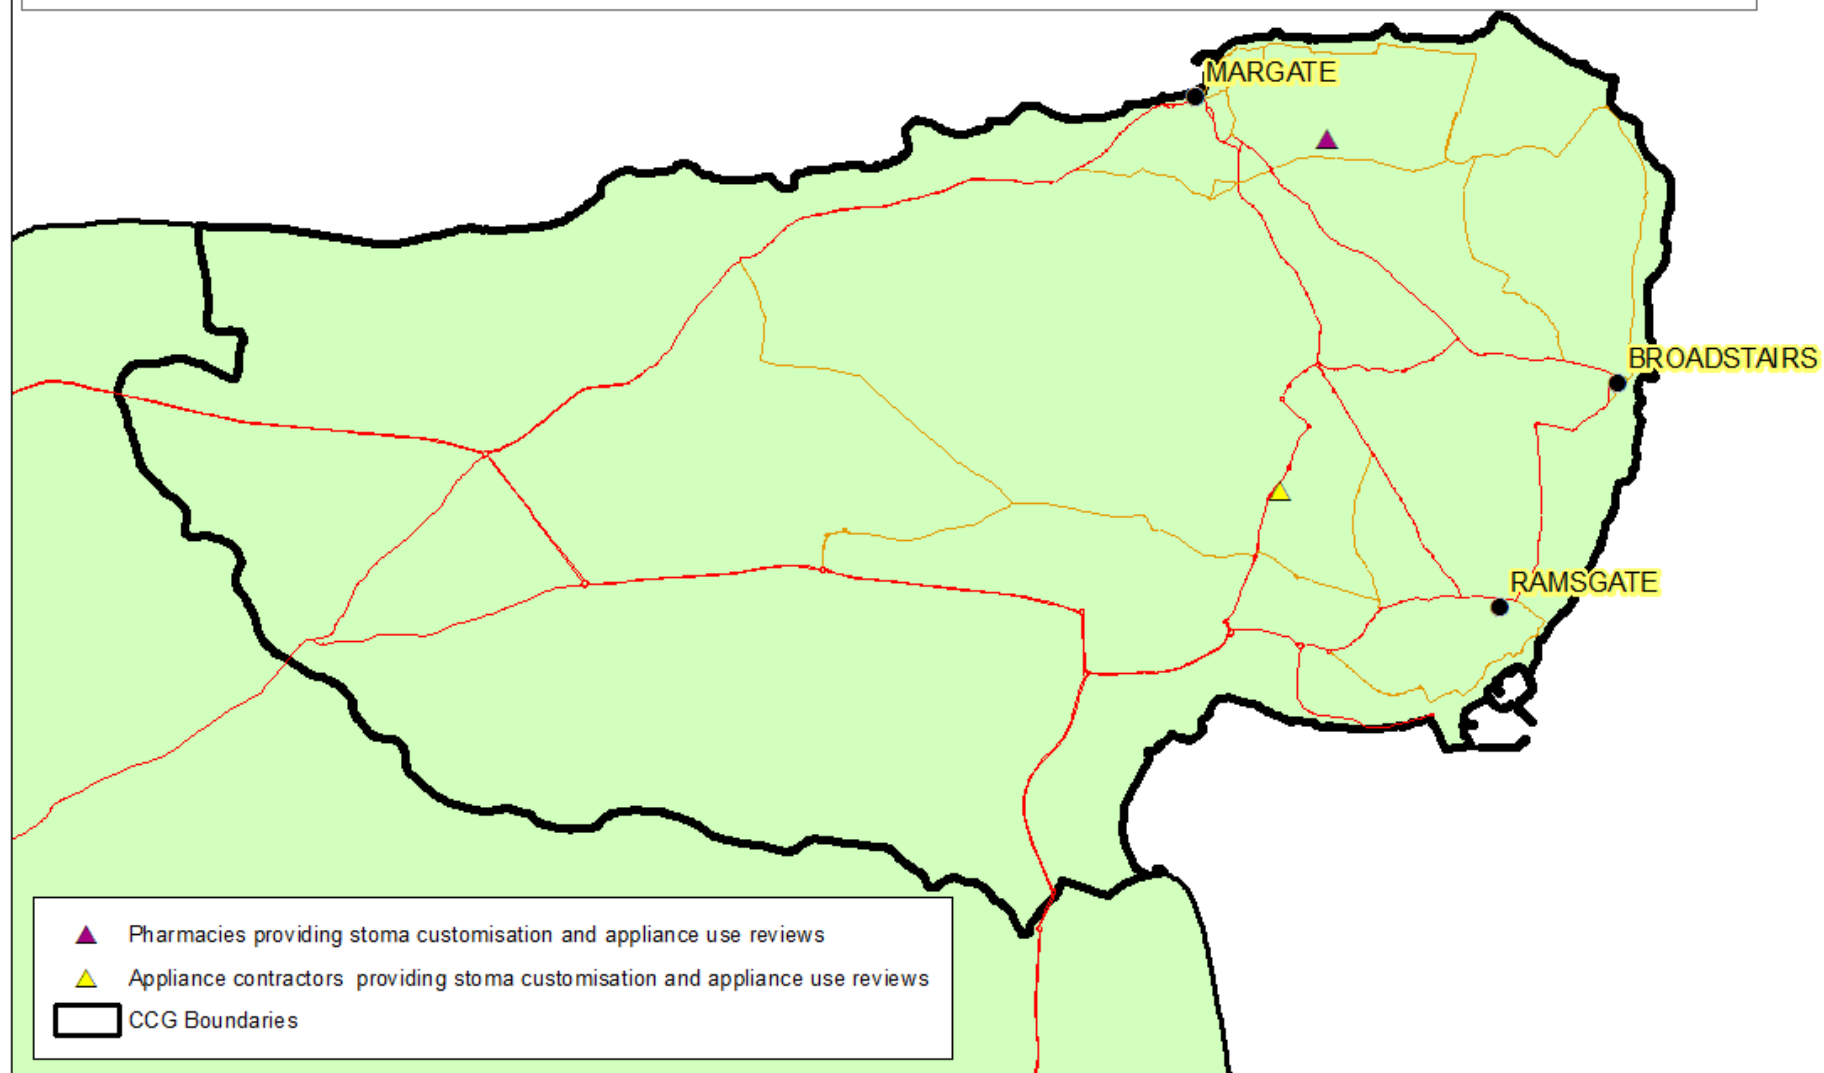 MARGATE
BROADSTAIRS
RAMSGATE
Pharmacies providing stoma customisation and appliance use reviews
Appliance contractors  providing stoma customisation and appliance use reviews
CCG Boundaries